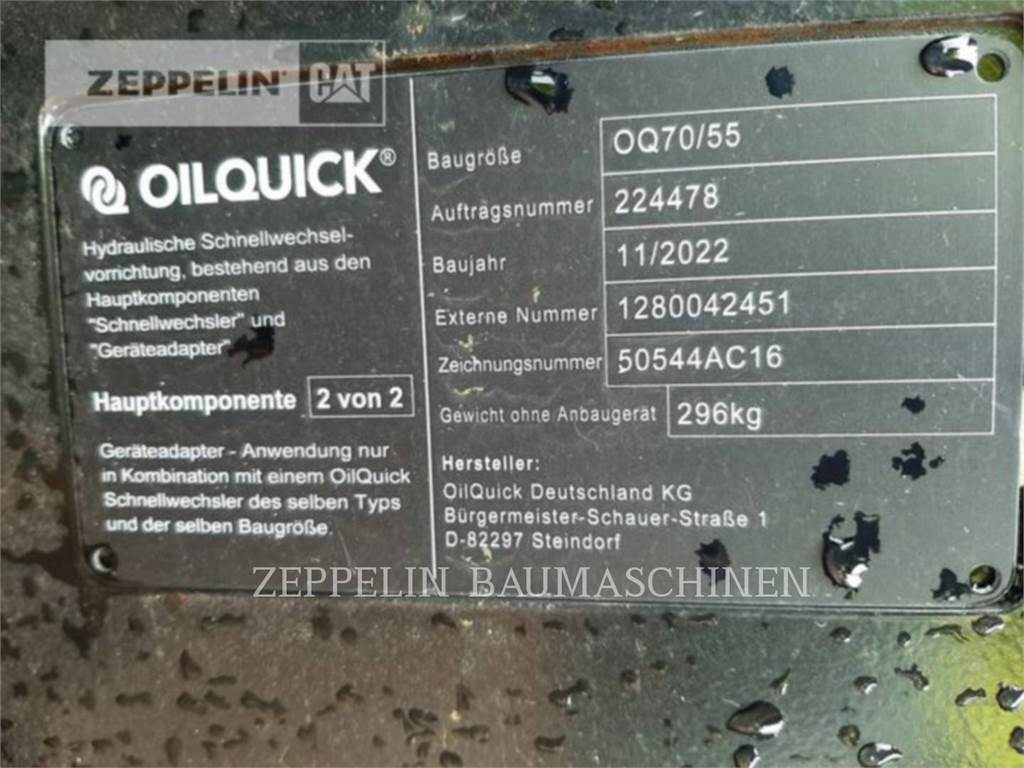 ZEPPELIN CAT
OILQUICK®
Hydraulische Schnellwechsel-
vorrichtung, bestehend aus den
Hauptkomponenten
"Schnellwechsler" und
"Geräteadapter"
Hauptkomponente 2 von 2
Geräteadapter - Anwendung nur
in Kombination mit einem OilQuick
Schnellwechsler des selben Typs
und der selben Baugröße.
Baugröße OQ70/55
Auftragsnummer 224478
Baujahr 11/2022
Externe Nummer 1280042451
Zeichnungsnummer 50544AC16
Gewicht ohne Anbaugerät 296kg
Hersteller:
OilQuick Deutschland KG
Bürgermeister-Schauer-Straße 1
D-82297 Steindorf
ZEPPELIN BAUMASCHINEN